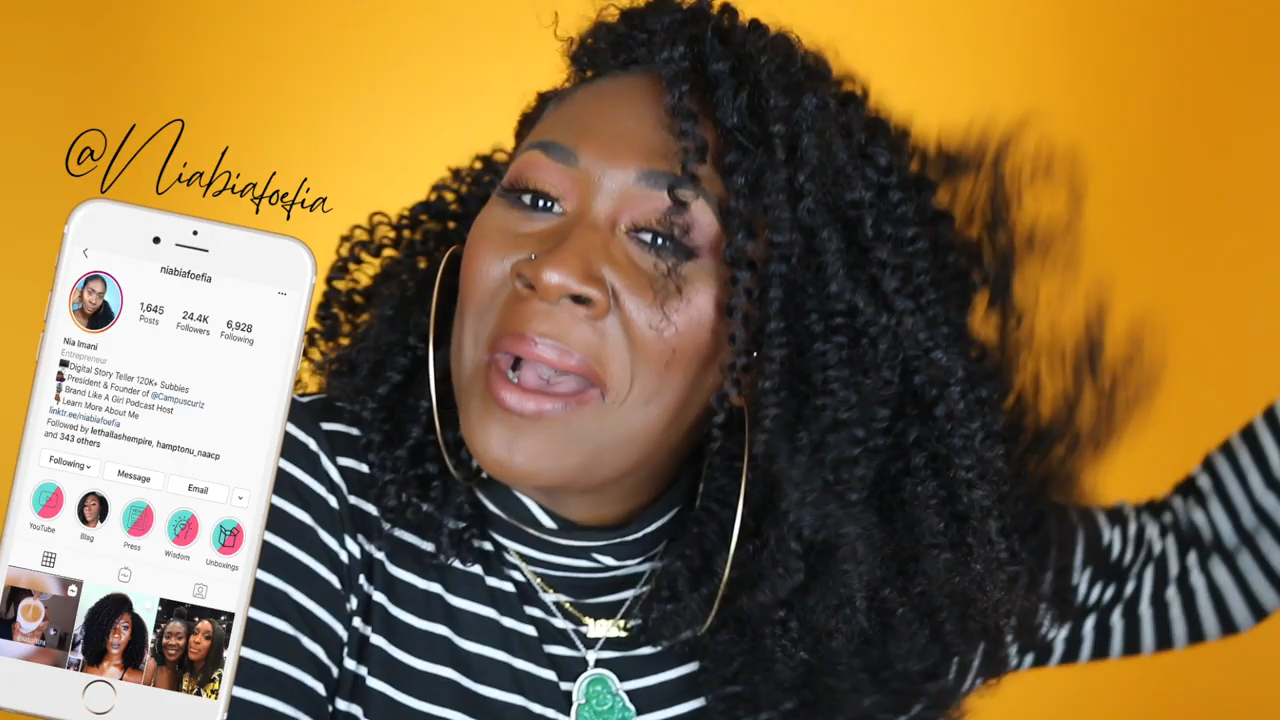 @Niabiafoefia
niabiafoefia
1,645 24.4K 6,928
Posts Followers Following
Nia Imani
Entrepreneur
Digital Story Teller 120K+ Subbies
President & Founder of @Campuscurlz
Brand Like A Girl Podcast Host
Learn More About Me
linktr.ee/niabiafoefia
Followed by lethallashempire, hamptonu_naacp
and 343 others
Following Message Email
YouTube Blog Press Wisdom Unboxings